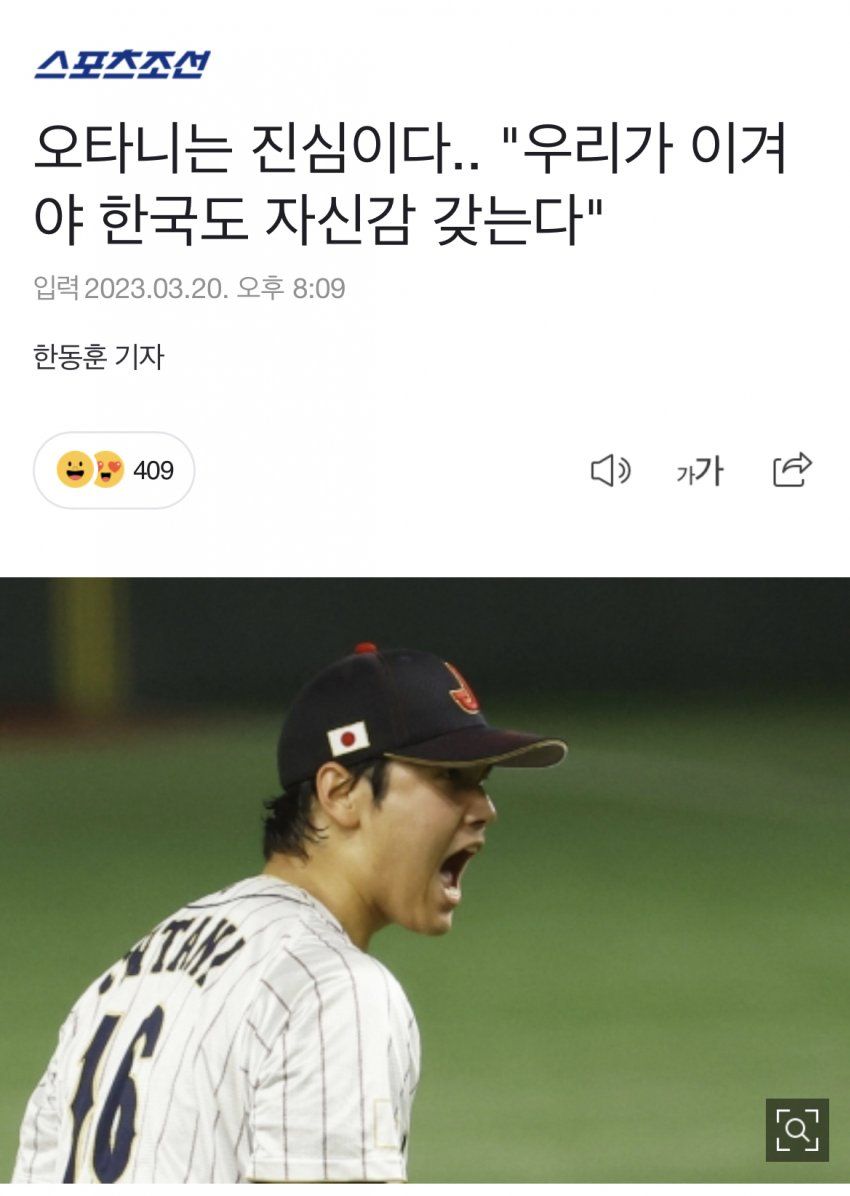 스포츠조선
오타니는 진심이다.. "우리가 이겨
야 한국도 자신감 갖는다"
입력 2023.03.20. 오후 8:09
한동훈 기자
409
가가
J
16